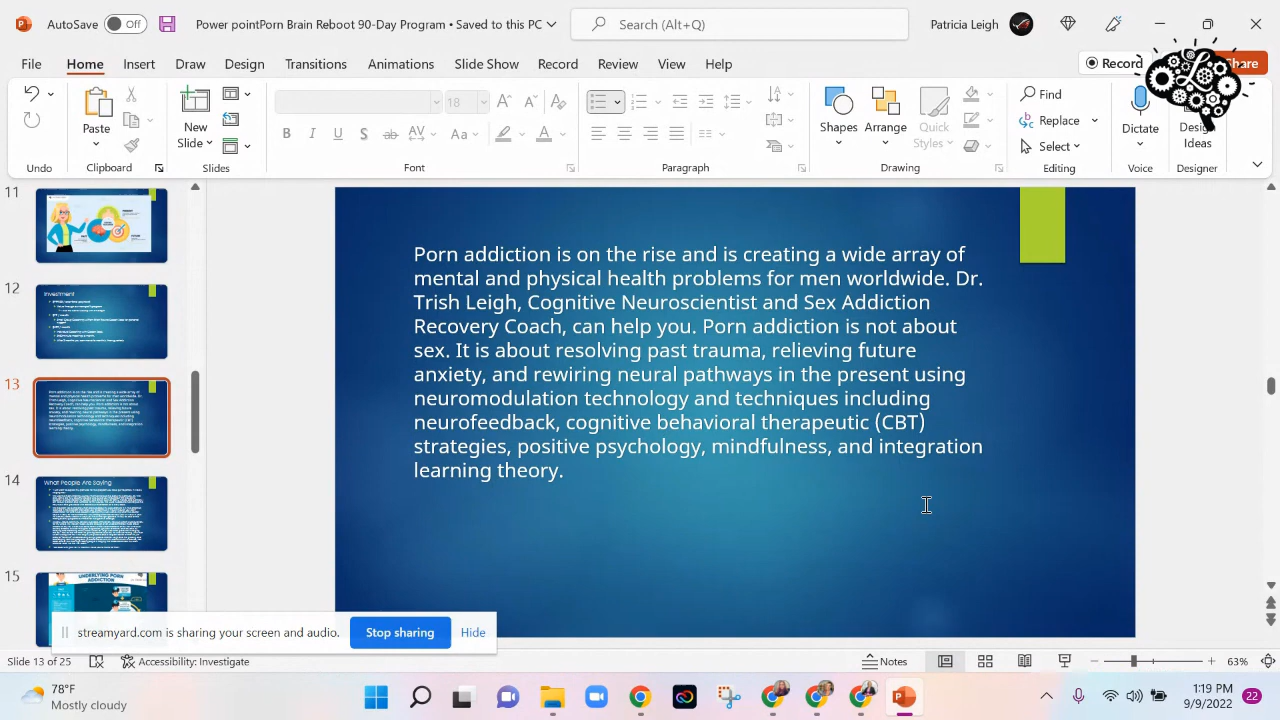 AutoSave Off Power pointPorn Brain Reboot 90-Day Program • Saved to this PC Search (Alt+Q) Patricia Leigh
File Home Insert Draw Design Transitions Animations Slide Show Record Review View Help Record Share
Paste New Slide 18 Shapes Arrange Quick Styles Find Replace Select Dictate Design Ideas
Undo Clipboard Slides Font Paragraph Drawing Editing Voice Designer
11
12
Investment
13
14
What People Are Saying
15
UNDERLYING PORN
ADDICTION
Porn addiction is on the rise and is creating a wide array of
mental and physical health problems for men worldwide. Dr.
Trish Leigh, Cognitive Neuroscientist and Sex Addiction
Recovery Coach, can help you. Porn addiction is not about
sex. It is about resolving past trauma, relieving future
anxiety, and rewiring neural pathways in the present using
neuromodulation technology and techniques including
neurofeedback, cognitive behavioral therapeutic (CBT)
strategies, positive psychology, mindfulness, and integration
learning theory.
streamyard.com is sharing your screen and audio. Stop sharing Hide
Slide 13 of 25 Accessibility: Investigate Notes 63%
78°F
Mostly cloudy
1:19 PM
9/9/2022
22